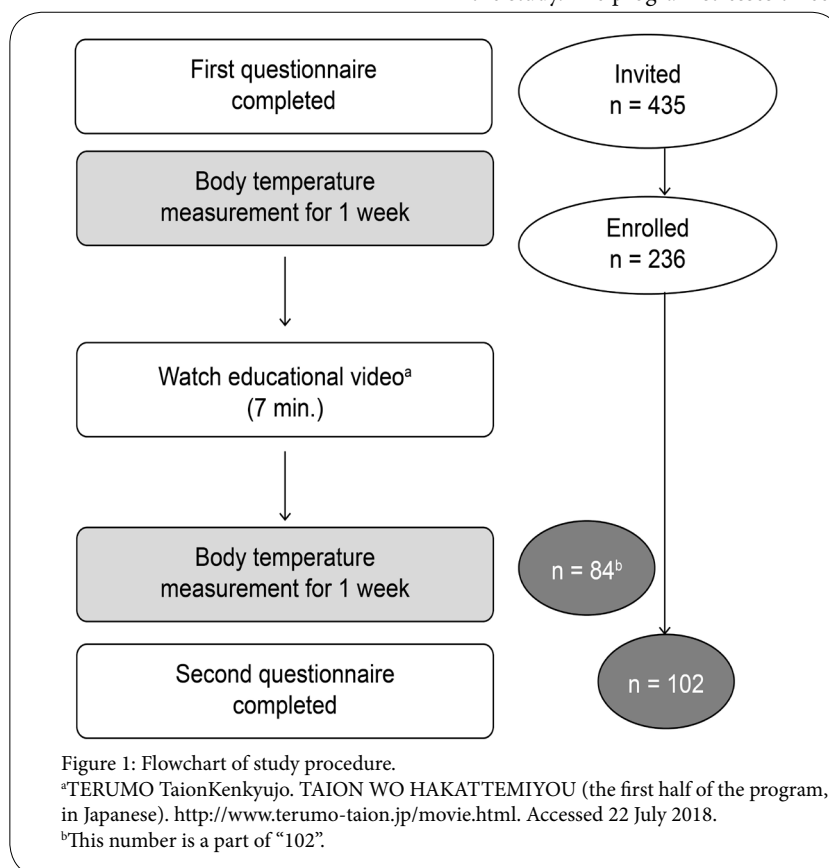 First questionnaire
completed
Invited
n = 435
Body temperature
measurement for 1 week
Enrolled
n = 236
Watch educational videoᵃ
(7 min.)
Body temperature
measurement for 1 week
n = 84ᵇ
Second questionnaire
completed
n = 102
Figure 1: Flowchart of study procedure.
ᵃTERUMO TaionKenkyujo. TAION WO HAKATTEMIYOU (the first half of the program,
in Japanese). http://www.terumo-taion.jp/movie.html. Accessed 22 July 2018.
ᵇThis number is a part of “102”.